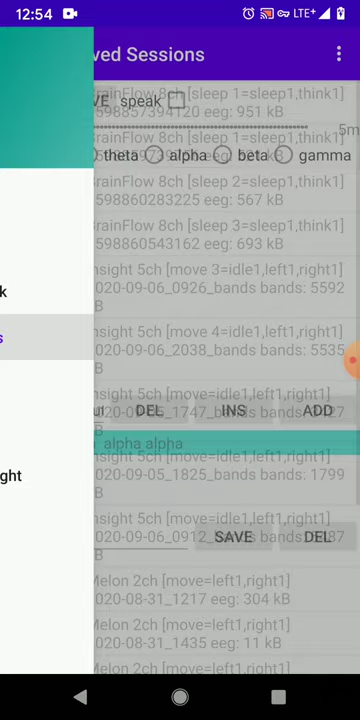 12:54
LTE+
ved Sessions
BrainFlow 8ch [sleep 1=sleep1,think1]
VE speak
598857394120 eeg: 951 kB
5m
theta alpha beta gamma
BrainFlow 8ch [sleep 2=sleep1,think1]
598860283225 eeg: 567 kB
BrainFlow 8ch [sleep 3=sleep1,think1]
598860543162 eeg: 693 kB
nsight 5ch [move 3=idle1,left1,right1]
020-09-06_0926_bands bands: 5592
B
k
nsight 5ch [move 4=idle1,left1,right1]
s
020-09-06_2038_bands bands: 5535
B
nsight 5ch [move=idle1,left1,right1]
DEL INS ADD
alpha alpha
nsight 5ch [move=idle1,left1,right1]
020-09-05_1825_bands bands: 1799
B
ght
nsight 5ch [move=idle1,left1,right1]
020-09-06_0912
SAVE DEL
B
Melon 2ch [move=left1,right1]
020-08-31_1217 eeg: 304 kB
Melon 2ch [move=left1,right1]
020-08-31_1435 eeg: 11 kB
Melon 2ch [move=left1,right1]